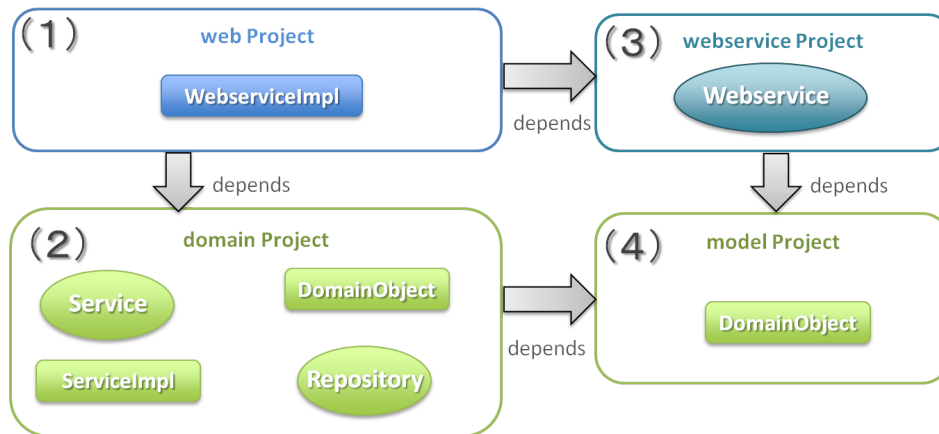 (1)
web Project
WebserviceImpl
depends
(3)
webservice Project
Webservice
depends
depends
(2)
domain Project
Service
DomainObject
ServiceImpl
Repository
depends
(4)
model Project
DomainObject